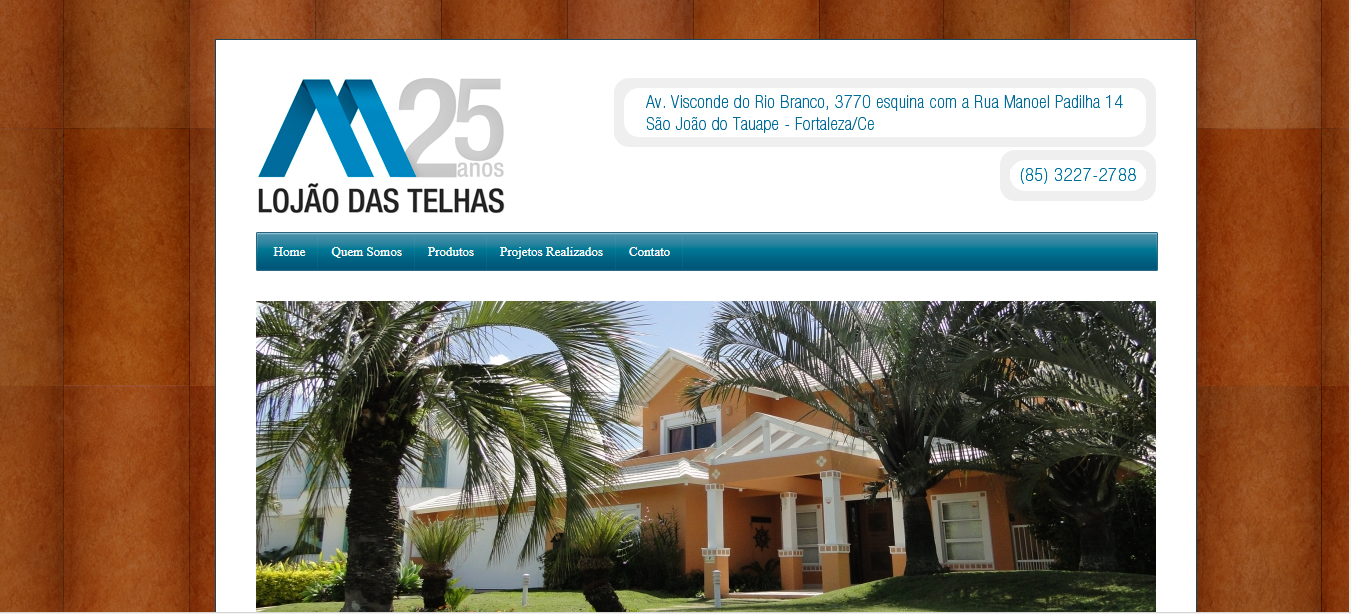 25
anos
LOJÃO DAS TELHAS
Av. Visconde do Rio Branco, 3770 esquina com a Rua Manoel Padilha 14
São João do Tauape - Fortaleza/Ce
(85) 3227-2788
Home Quem Somos Produtos Projetos Realizados Contato